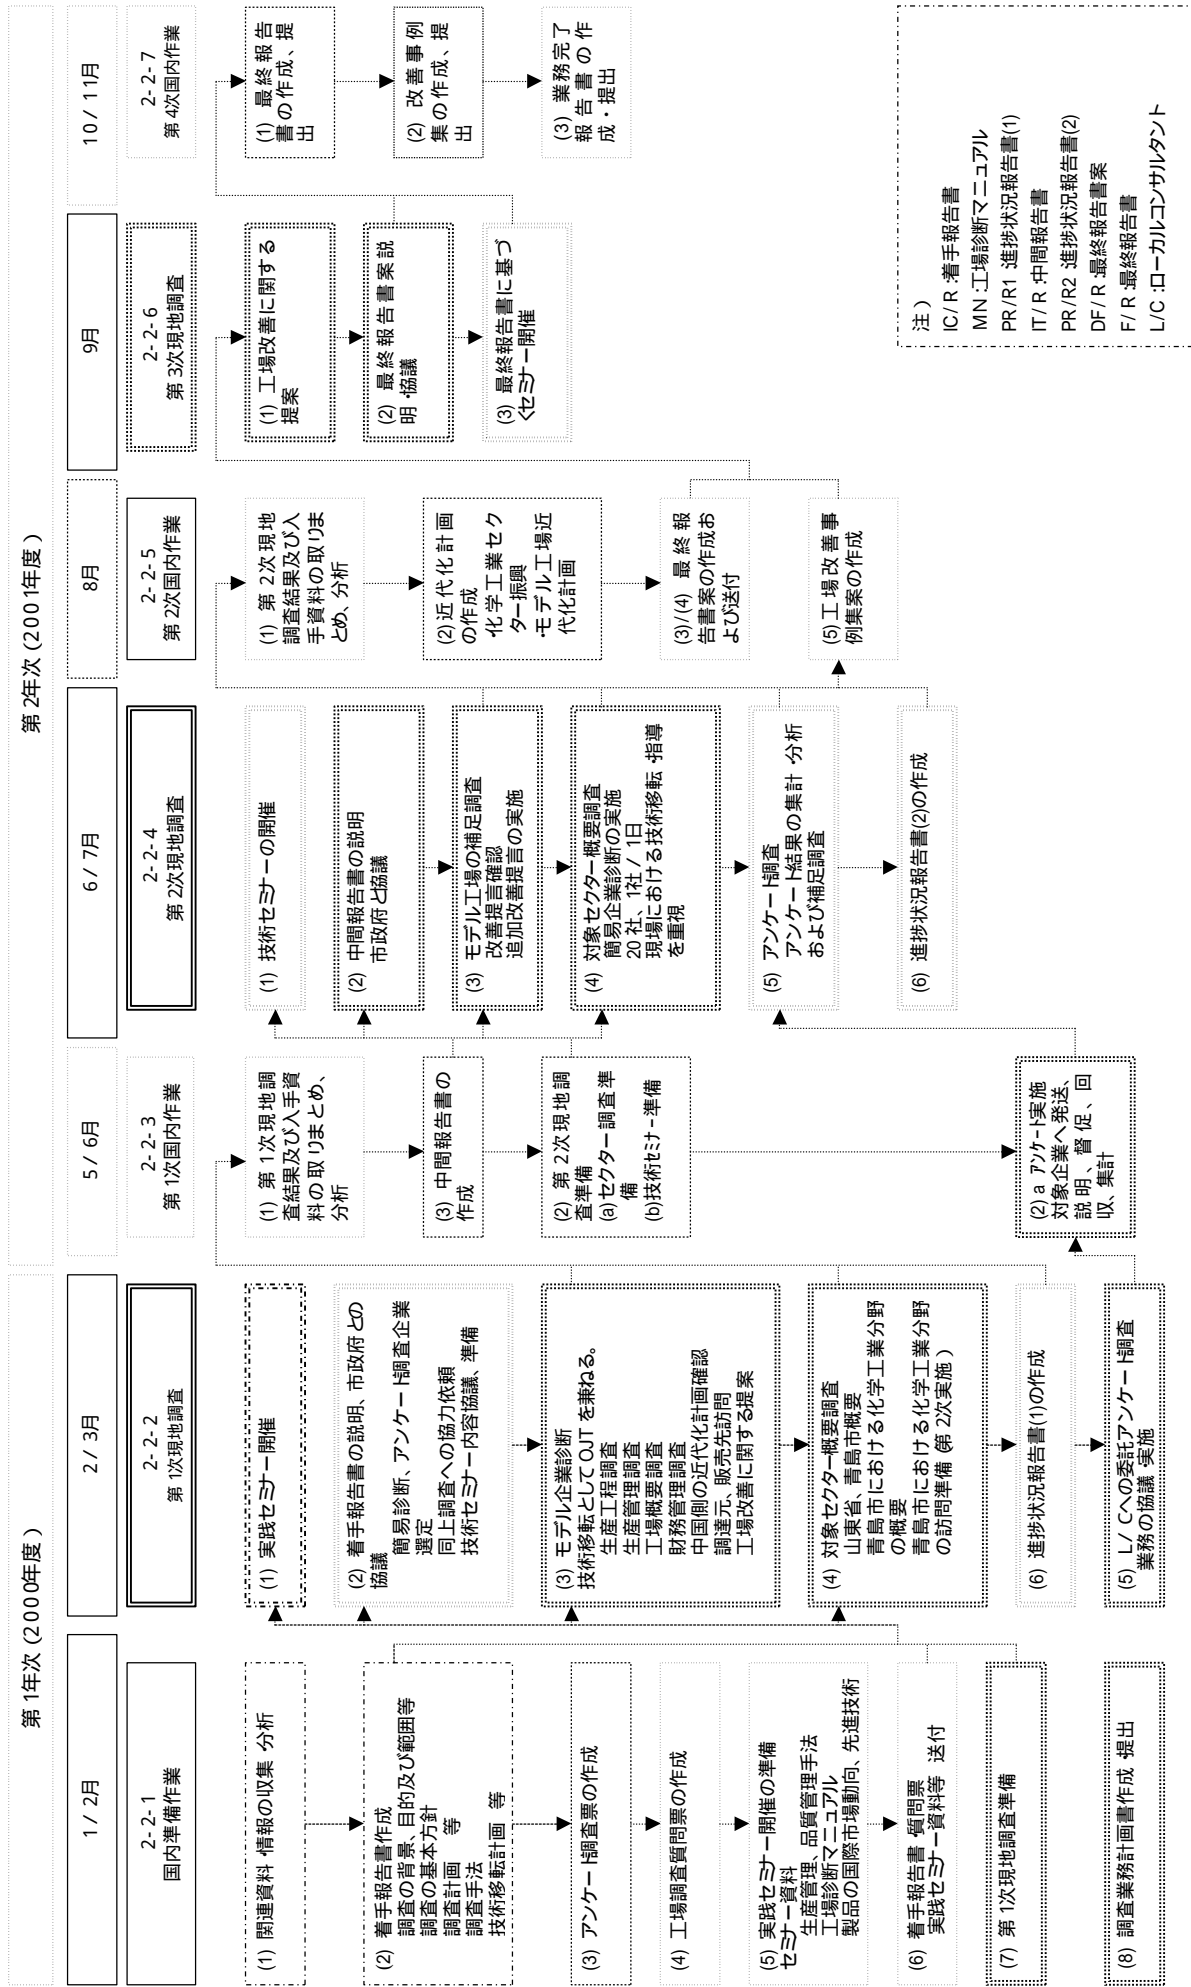 第1年次 (2000年度)
第2年次 (2001年度)
1/ 2月
2-2-1
国内準備作業
(1) 関連資料・情報の収集・分析
(2) 着手報告書作成
調査の背景、目的及び範囲等
調査の基本方針
調査計画 等
調査手法
技術移転計画 等
(3) アンケート調査票の作成
(4) 工場調査質問票の作成
(5) 実践セミナー開催の準備
セミナー資料
生産管理、品質管理手法
工場診断マニュアル
製品の国際市場動向、先進技術
(6) 着手報告書・質問票
実践セミナー資料等 送付
(7) 第1次現地調査準備
(8) 調査業務計画書作成・提出
2/ 3月
2-2-2
第1次現地調査
(1) 実践セミナー開催
(2) 着手報告書の説明、市政府との
協議
簡易診断、アンケート調査企業
選定
同上調査への協力依頼
技術セミナー内容協議、準備
(3) モデル企業診断
技術移転としてOJTを兼ねる。
生産工程調査
生産管理調査
工場概要調査
財務管理調査
中国側の近代化計画確認
調達元、販売先訪問
工場改善に関する提案
(4) 対象セクター概要調査
山東省、青島市概要
青島市における化学工業分野
の概要
青島市における化学工業分野
の訪問準備 (第2次実施)
(6) 進捗状況報告書(1)の作成
(5) L/ Cへの委託アンケート調査
業務の協議・実施
5/ 6月
2-2-3
第1次国内作業
(1) 第1次現地調
査結果及び入手資
料の取りまとめ、
分析
(3) 中間報告書の
作成
(2) 第2次現地調
査準備
(a)セクター調査準
備
(b)技術セミナー準備
(2) a アンケート実施
対象企業へ発送、
説明、督促、回
収、集計
6/ 7月
2-2-4
第2次現地調査
(1) 技術セミナーの開催
(2) 中間報告書の説明
市政府と協議
(3) モデル工場の補足調査
改善提言確認
追加改善提言の実施
(4) 対象セクター概要調査
簡易企業診断の実施
20社、1社/ 1日
現場における技術移転・指導
を重視
(5) アンケート調査
アンケート結果の集計・分析
および補足調査
(6) 進捗状況報告書(2)の作成
8月
2-2-5
第2次国内作業
(1) 第2次現地
調査結果及び入
手資料の取りま
とめ、分析
(2)近代化計画
の作成
・化学工業セク
ター振興
・モデル工場近
代化計画
(3)/(4) 最終報
告書案の作成お
よび送付
(5)工場改善事
例集案の作成
9月
2-2-6
第3次現地調査
(1) 工場改善に関する
提案
(2) 最終報告書案説
明・協議
(3) 最終報告書に基づ
くセミナー開催
10/ 11月
2-2-7
第4次国内作業
(1) 最終報告
書の作成、提
出
(2) 改善事例
集の作成、提
出
(3) 業務完了
報告書の作
成・提出
注)
IC/ R :着手報告書
MN :工場診断マニュアル
PR/R1 :進捗状況報告書(1)
IT/ R :中間報告書
PR/R2 :進捗状況報告書(2)
DF/ R :最終報告書案
F/ R :最終報告書
L/C :ローカルコンサルタント